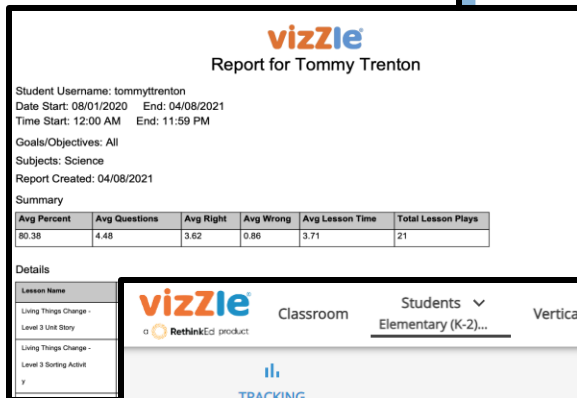 vizZle
Report for Tommy Trenton
Student Username: tommytrenton
Date Start: 08/01/2020 End: 04/08/2021
Time Start: 12:00 AM End: 11:59 PM
Goals/Objectives: All
Subjects: Science
Report Created: 04/08/2021
Summary
Avg Percent Avg Questions Avg Right Avg Wrong Avg Lesson Time Total Lesson Plays
80.38 4.48 3.62 0.86 3.71 21
Details
Lesson Name
Living Things Change -
Level 3 Unit Story
Living Things Change -
Level 3 Sorting Activit
y
vizZle
a RethinkEd product
Classroom
Students
Elementary (K-2)...
Vertica
TRACKING